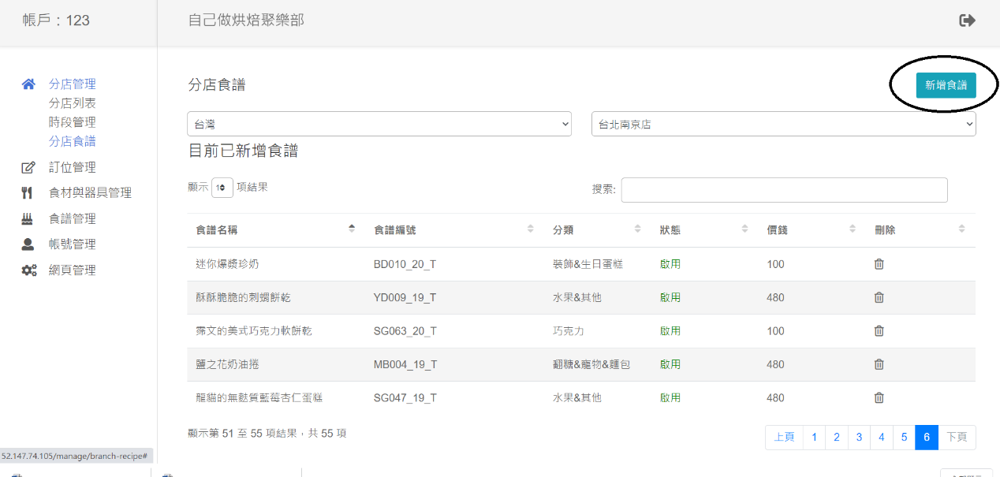 帳戶：123
自己做烘焙聚樂部
分店管理
分店列表
時段管理
分店食譜
訂位管理
食材與器具管理
食譜管理
帳號管理
網頁管理
分店食譜
新增食譜
台灣
台北南京店
目前已新增食譜
顯示 1 項結果
搜索:
食譜名稱 食譜編號 分類 狀態 價錢 刪除
迷你爆漿珍奶 BD010_20_T 裝飾&生日蛋糕 啟用 100
酥酥脆脆的刺蝟餅乾 YD009_19_T 水果&其他 啟用 480
霈文的美式巧克力軟餅乾 SG063_20_T 巧克力 啟用 100
鹽之花奶油捲 MB004_19_T 翻糖&寵物&麵包 啟用 480
龍貓的無麩質藍莓杏仁蛋糕 SG047_19_T 水果&其他 啟用 480
顯示第 51 至 55 項結果，共 55 項
上頁 1 2 3 4 5 6 下頁
52.147.74.105/manage/branch-recipe#